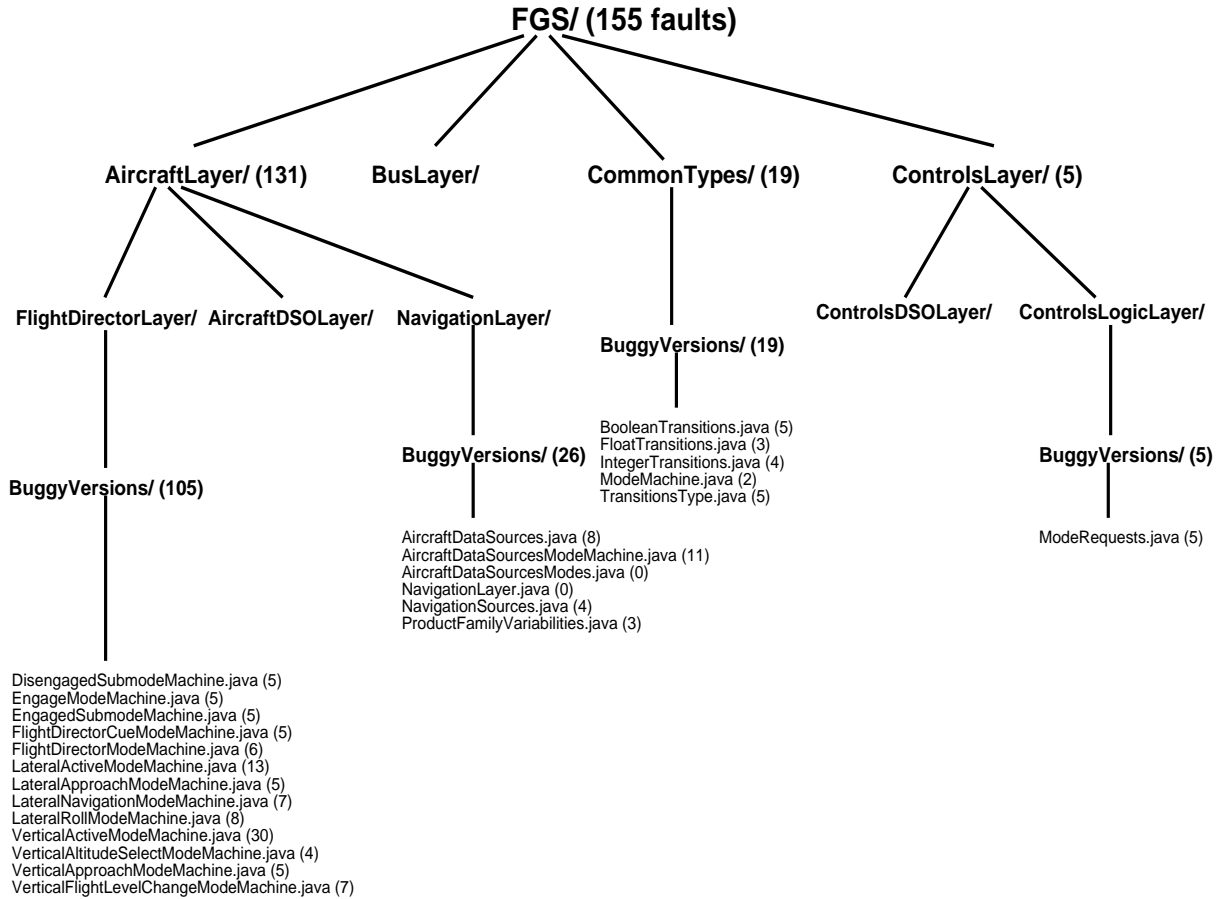 FGS/ (155 faults)
AircraftLayer/ (131)
BusLayer/
CommonTypes/ (19)
ControlsLayer/ (5)
FlightDirectorLayer/
AircraftDSOLayer/
NavigationLayer/
ControlsDSOLayer/
ControlsLogicLayer/
BuggyVersions/ (19)
BooleanTransitions.java (5)
FloatTransitions.java (3)
IntegerTransitions.java (4)
ModeMachine.java (2)
TransitionsType.java (5)
BuggyVersions/ (26)
BuggyVersions/ (5)
BuggyVersions/ (105)
AircraftDataSources.java (8)
AircraftDataSourcesModeMachine.java (11)
AircraftDataSourcesModes.java (0)
NavigationLayer.java (0)
NavigationSources.java (4)
ProductFamilyVariabilities.java (3)
ModeRequests.java (5)
DisengagedSubmodeMachine.java (5)
EngageModeMachine.java (5)
EngagedSubmodeMachine.java (5)
FlightDirectorCueModeMachine.java (5)
FlightDirectorModeMachine.java (6)
LateralActiveModeMachine.java (13)
LateralApproachModeMachine.java (5)
LateralNavigationModeMachine.java (7)
LateralRollModeMachine.java (8)
VerticalActiveModeMachine.java (30)
VerticalAltitudeSelectModeMachine.java (4)
VerticalApproachModeMachine.java (5)
VerticalFlightLevelChangeModeMachine.java (7)